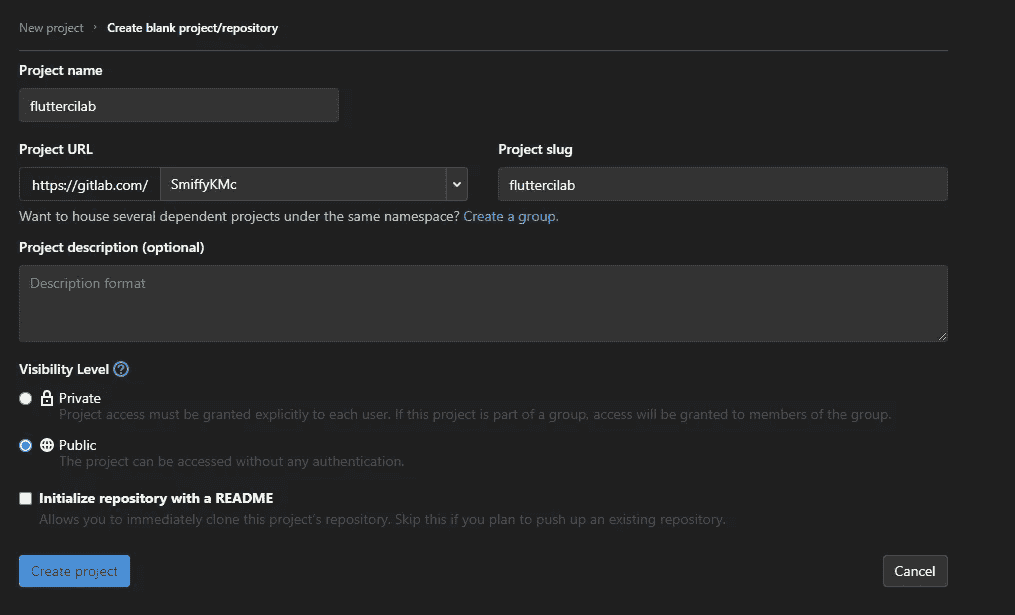 New project › Create blank project/repository
Project name
fluttercilab
Project URL
Project slug
https://gitlab.com/ SmiffyKMc
fluttercilab
Want to house several dependent projects under the same namespace? Create a group.
Project description (optional)
Description format
Visibility Level ?
Private
Project access must be granted explicitly to each user. If this project is part of a group, access will be granted to members of the group.
Public
The project can be accessed without any authentication.
Initialize repository with a README
Allows you to immediately clone this project's repository. Skip this if you plan to push up an existing repository.
Create project
Cancel